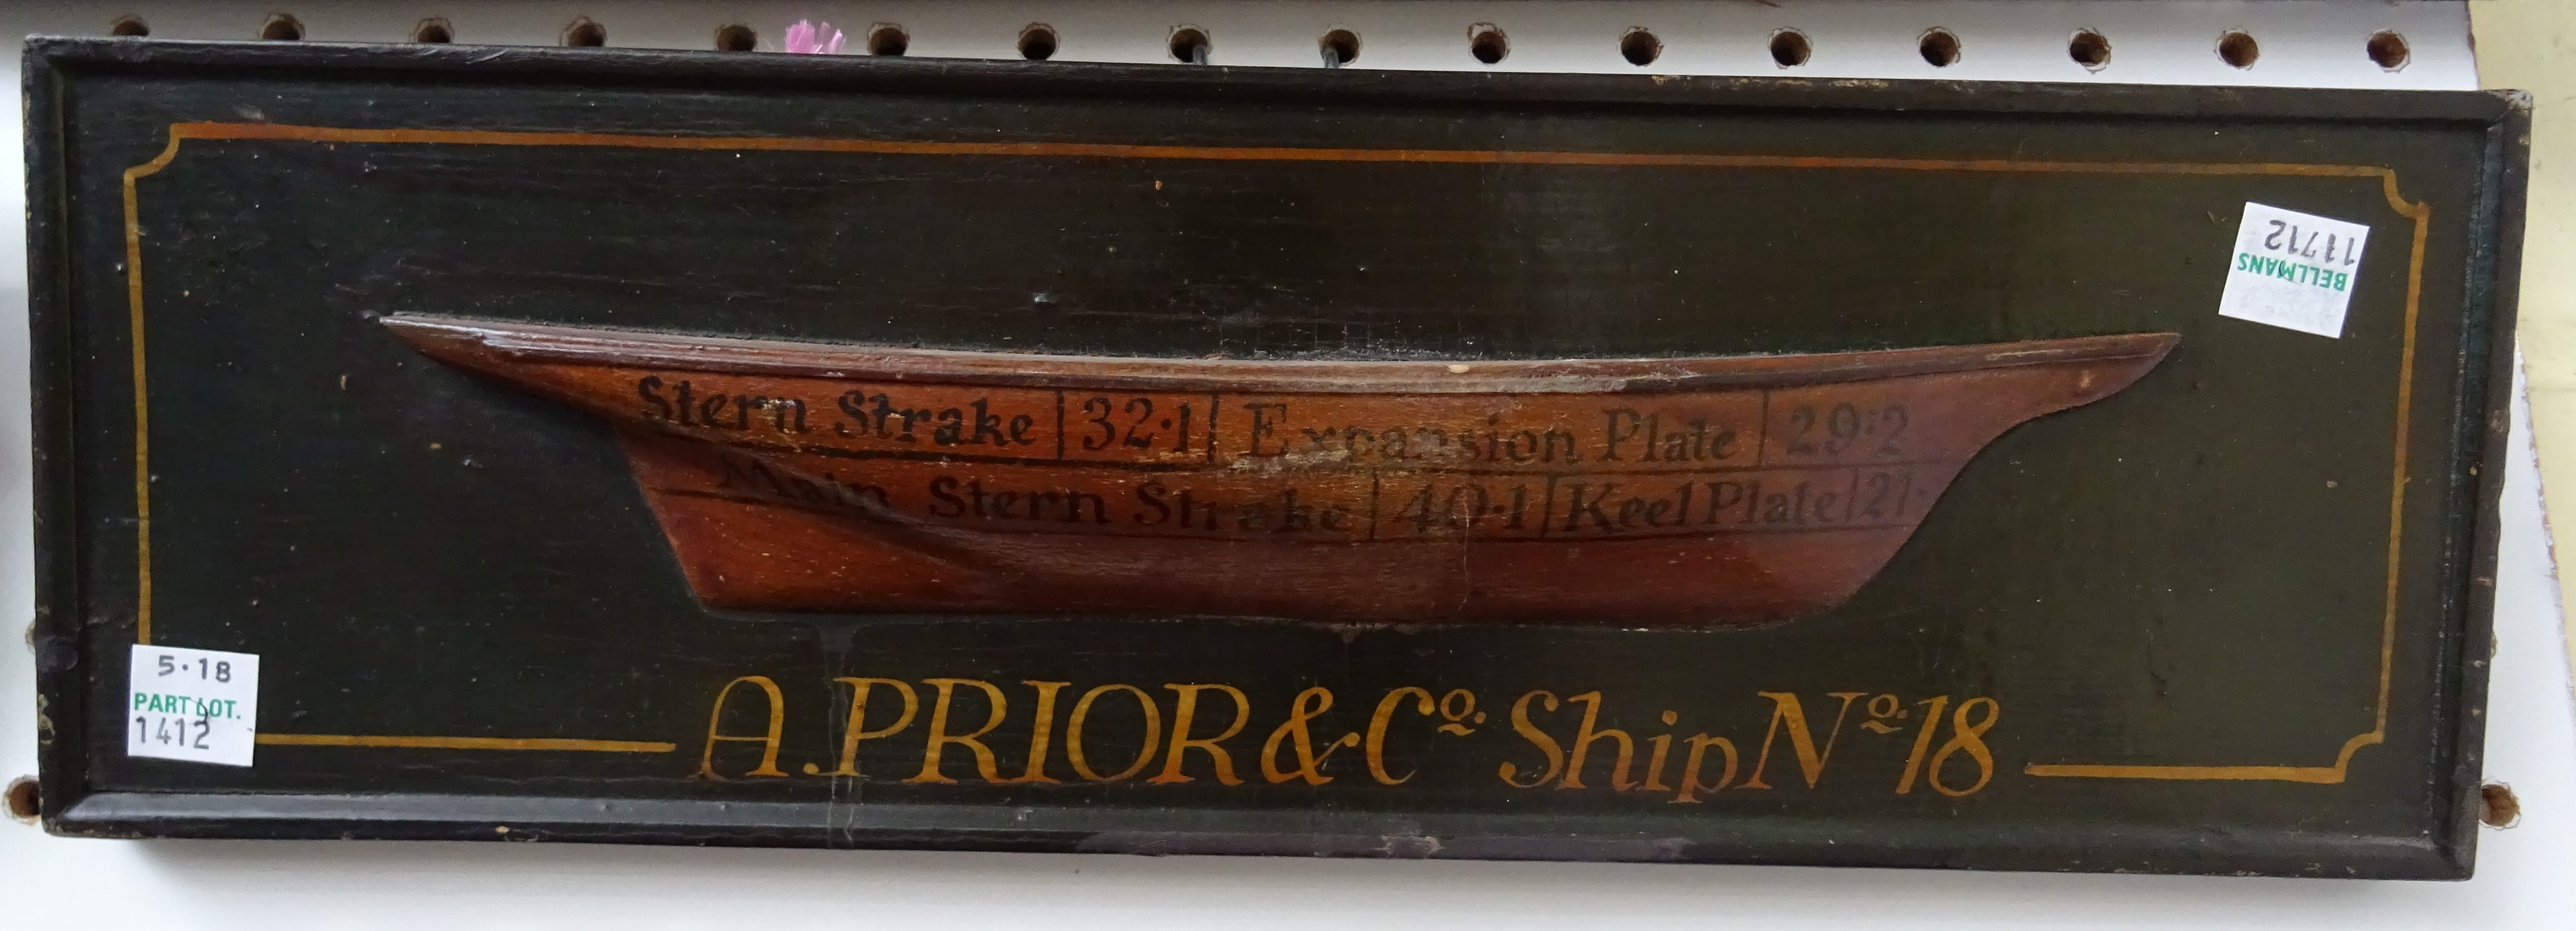 BELLMANS
11712
Stern Strake 32·1 Expansion Plate 29·2
Main Stern Strake 40·1 Keel Plate 21·
5·18
PART LOT.
1412
A. PRIOR & Co. Ship No. 18